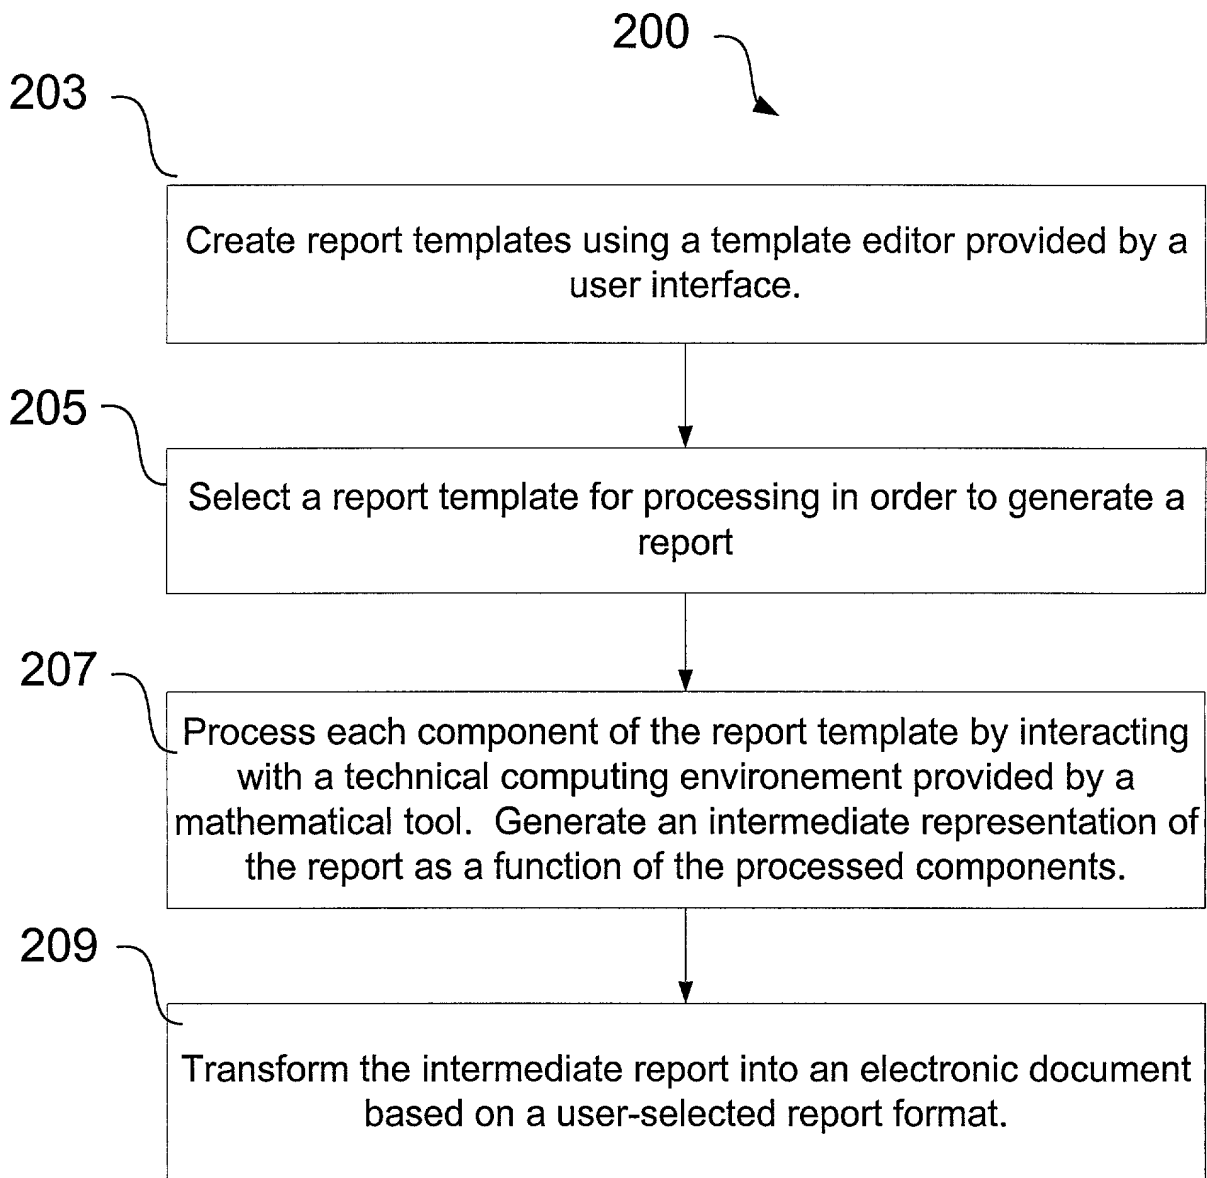 200
203
Create report templates using a template editor provided by a
user interface.
205
Select a report template for processing in order to generate a
report
207
Process each component of the report template by interacting
with a technical computing environement provided by a
mathematical tool.  Generate an intermediate representation of
the report as a function of the processed components.
209
Transform the intermediate report into an electronic document
based on a user-selected report format.